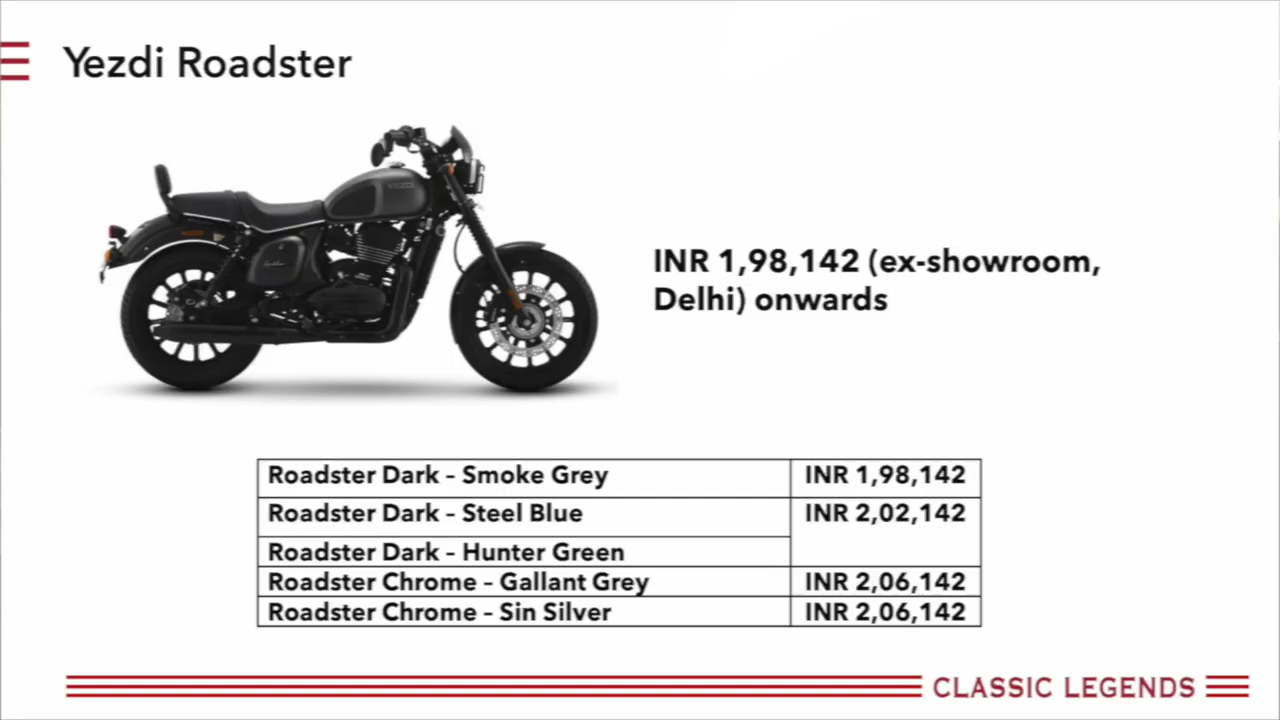 Yezdi Roadster
INR 1,98,142 (ex-showroom,
Delhi) onwards
Roadster Dark – Smoke Grey INR 1,98,142
Roadster Dark – Steel Blue INR 2,02,142
Roadster Dark – Hunter Green
Roadster Chrome – Gallant Grey INR 2,06,142
Roadster Chrome – Sin Silver INR 2,06,142
CLASSIC LEGENDS